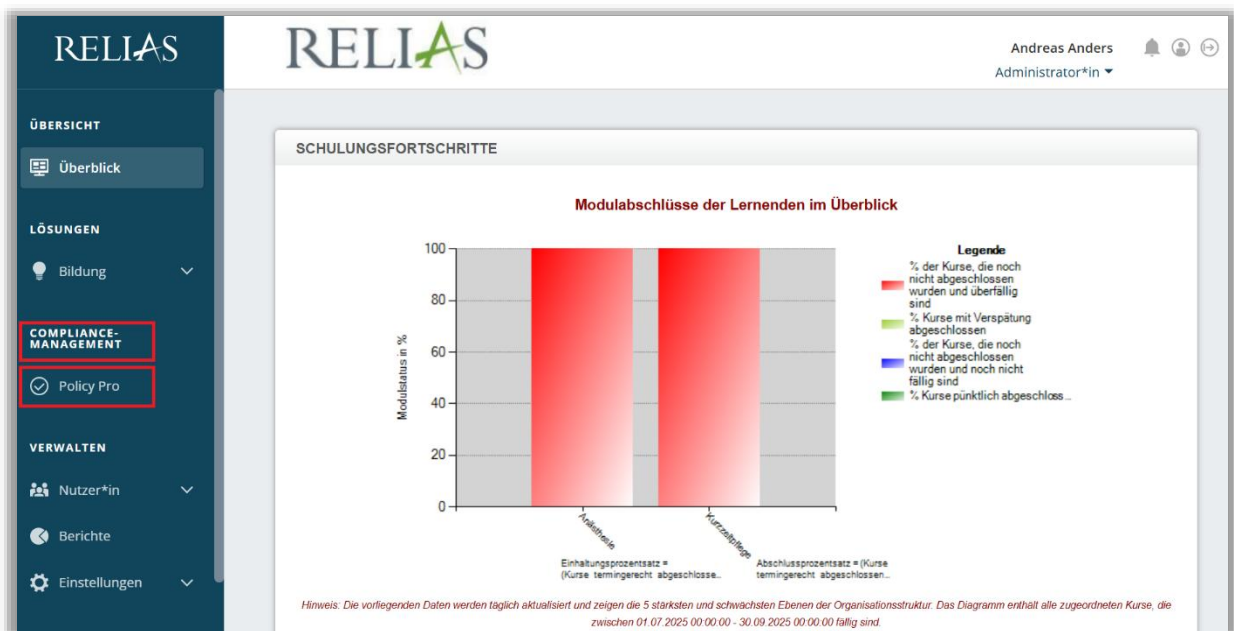 RELIAS
RELIAS
Andreas Anders
Administrator*in
ÜBERSICHT
Überblick
LÖSUNGEN
Bildung
COMPLIANCE-
MANAGEMENT
Policy Pro
VERWALTEN
Nutzer*in
Berichte
Einstellungen
SCHULUNGSFORTSCHRITTE
Modulabschlüsse der Lernenden im Überblick
Modulstatus in %
100
80
60
40
20
0
Anästhesie
Kurzzeitpflege
Einhaltungsprozentsatz =
(Kurse termingerecht abgeschlosse...
Abschlussprozentsatz = (Kurse
termingerecht abgeschlossen...
Legende
% der Kurse, die noch
nicht abgeschlossen
wurden und überfällig
sind
% Kurse mit Verspätung
abgeschlossen
% der Kurse, die noch
nicht abgeschlossen
wurden und noch nicht
fällig sind
% Kurse pünktlich abgeschloss...
Hinweis: Die vorliegenden Daten werden täglich aktualisiert und zeigen die 5 stärksten und schwächsten Ebenen der Organisationsstruktur. Das Diagramm enthält alle zugeordneten Kurse, die
zwischen 01.07.2025 00:00:00 - 30.09.2025 00:00:00 fällig sind.